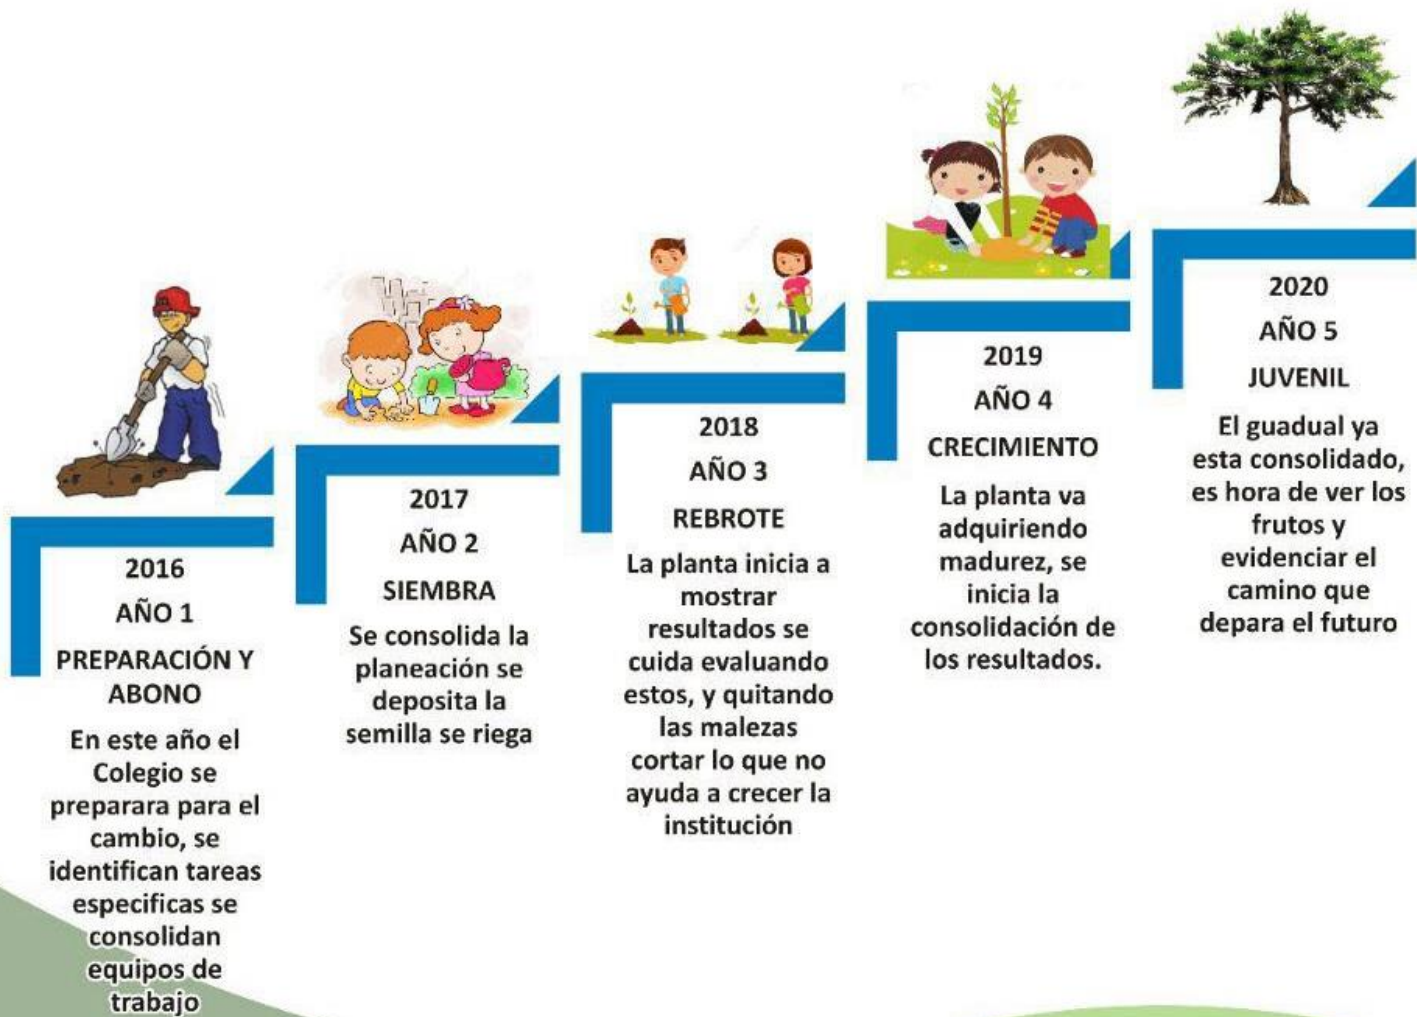 2016
AÑO 1
PREPARACIÓN Y
ABONO
En este año el
Colegio se
preparara para el
cambio, se
identifican tareas
especificas se
consolidan
equipos de
trabajo
2017
AÑO 2
SIEMBRA
Se consolida la
planeación se
deposita la
semilla se riega
2018
AÑO 3
REBROTE
La planta inicia a
mostrar
resultados se
cuida evaluando
estos, y quitando
las malezas
cortar lo que no
ayuda a crecer la
institución
2019
AÑO 4
CRECIMIENTO
La planta va
adquiriendo
madurez, se
inicia la
consolidación de
los resultados.
2020
AÑO 5
JUVENIL
El guadual ya
esta consolidado,
es hora de ver los
frutos y
evidenciar el
camino que
depara el futuro